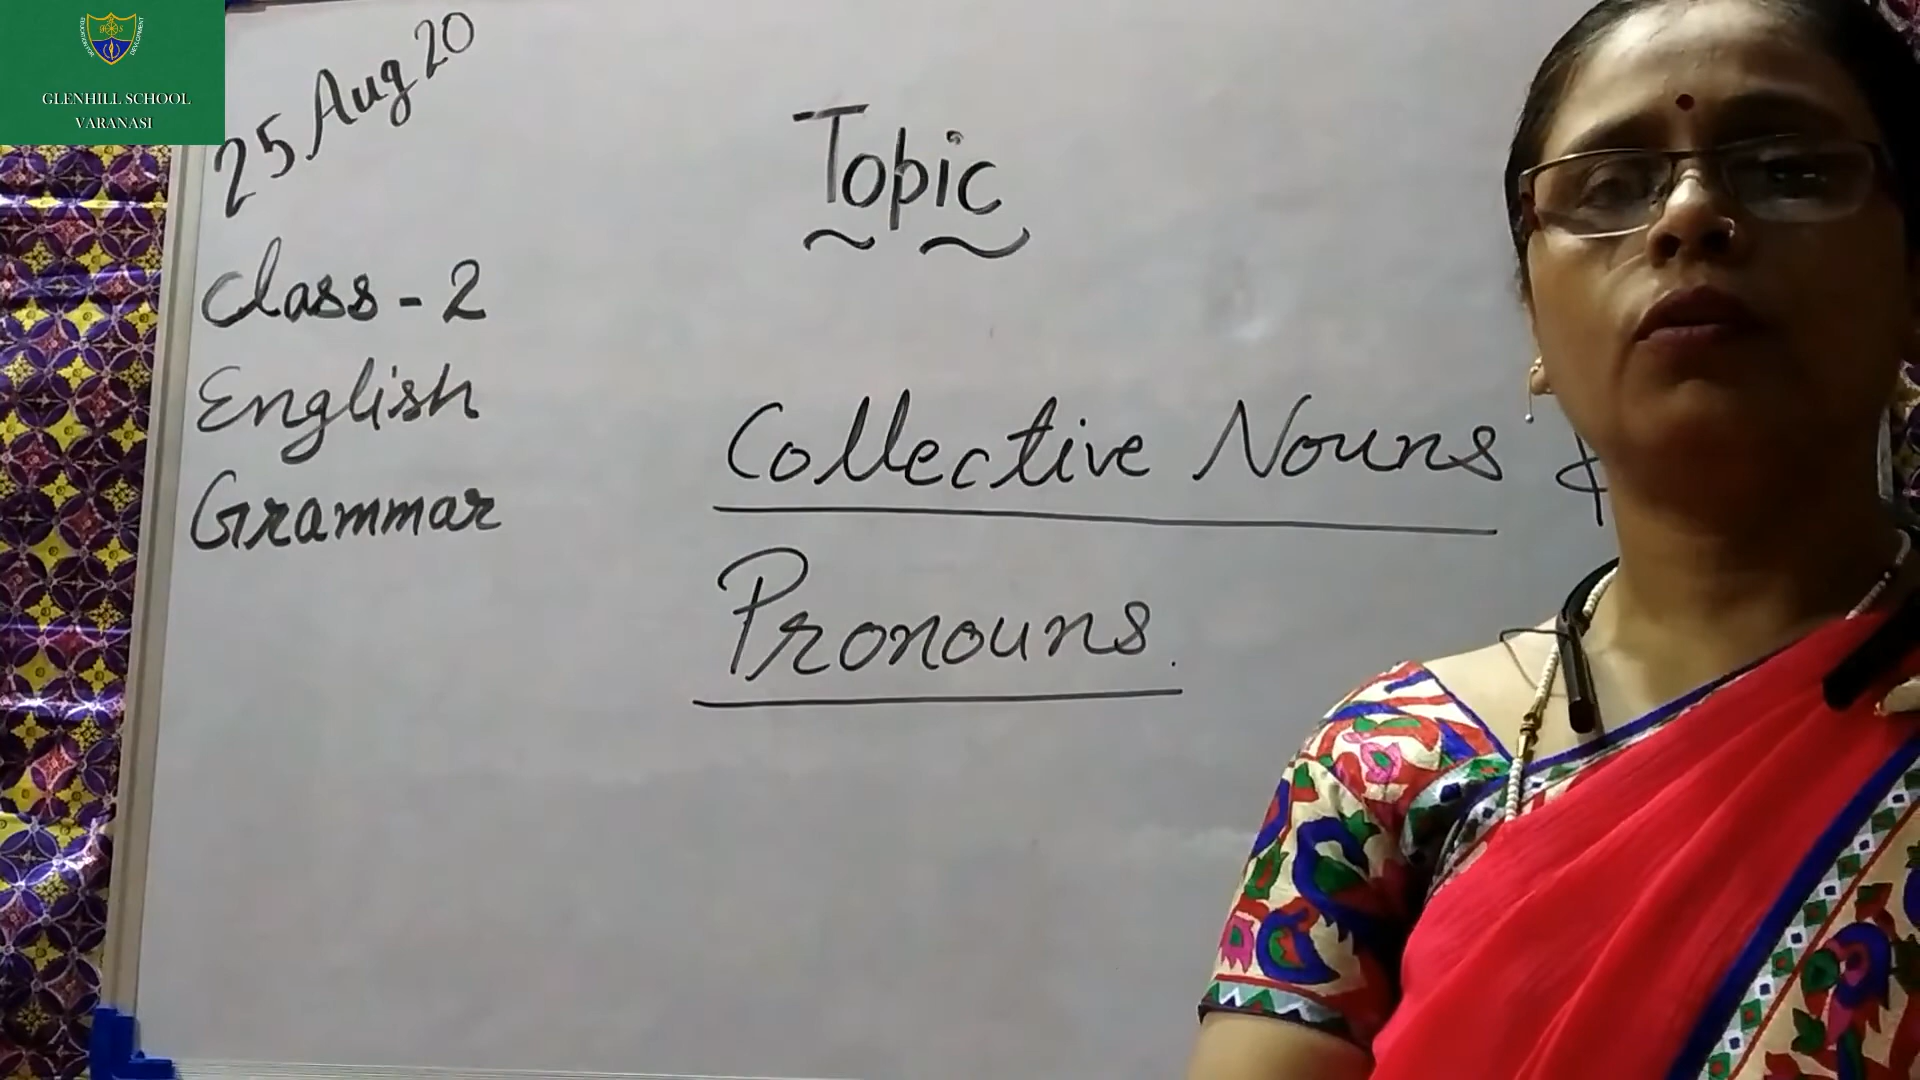 GLENHILL SCHOOL
VARANASI
25 Aug 20
Class - 2
English
Grammar
Topic
Collective Nouns &
Pronouns.